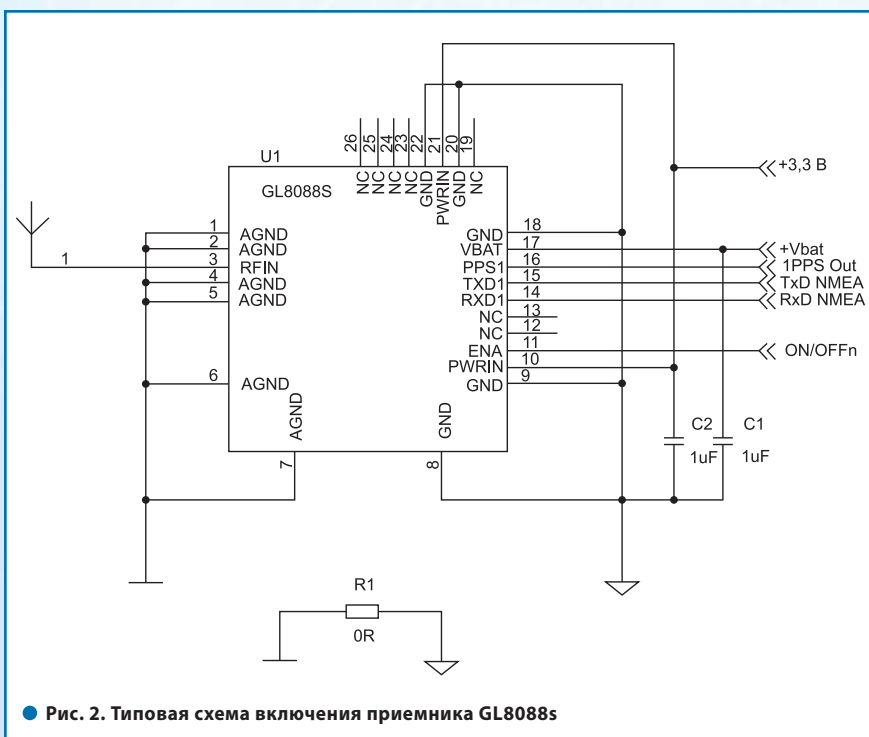 U1
GL8088S
26
25
24
23
22
21
20
19
NC
NC
NC
NC
GND
PWRIN
GND
NC
1
1 AGND
2 AGND
3 RFIN
4 AGND
5 AGND
6 AGND
AGND
7
GND
8
GND 18
VBAT 17
PPS1 16
TXD1 15
RXD1 14
NC 13
NC 12
ENA 11
PWRIN 10
GND 9
+3,3 В
+Vbat
1PPS Out
TxD NMEA
RxD NMEA
ON/OFFn
C2
1uF
C1
1uF
R1
0R
Рис. 2. Типовая схема включения приемника GL8088s